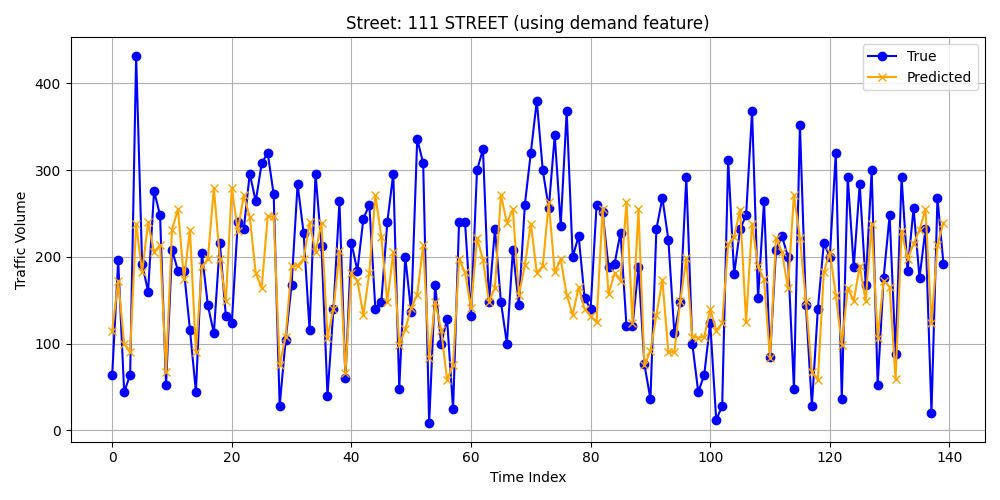 Street: 111 STREET (using demand feature)
True
Predicted
Traffic Volume
400
300
200
100
0
0 20 40 60 80 100 120 140
Time Index